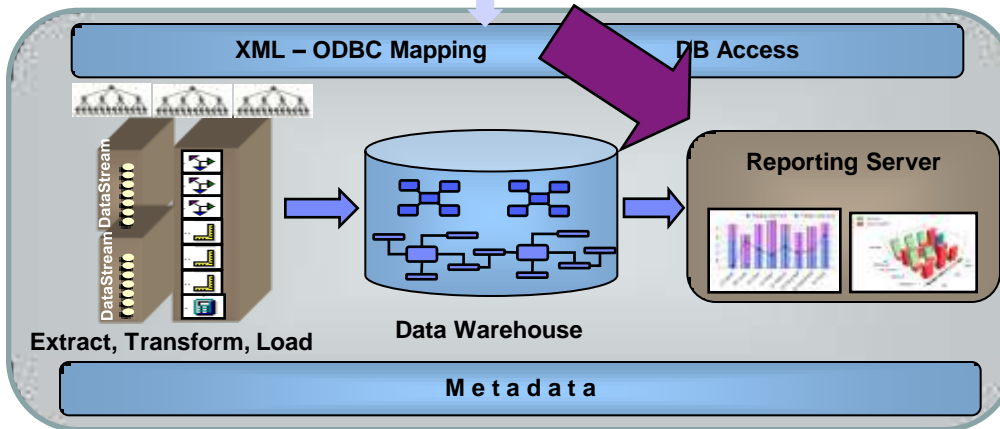 XML – ODBC Mapping
DB Access
DataStream DataStream
Reporting Server
Extract, Transform, Load
Data Warehouse
M e t a d a t a